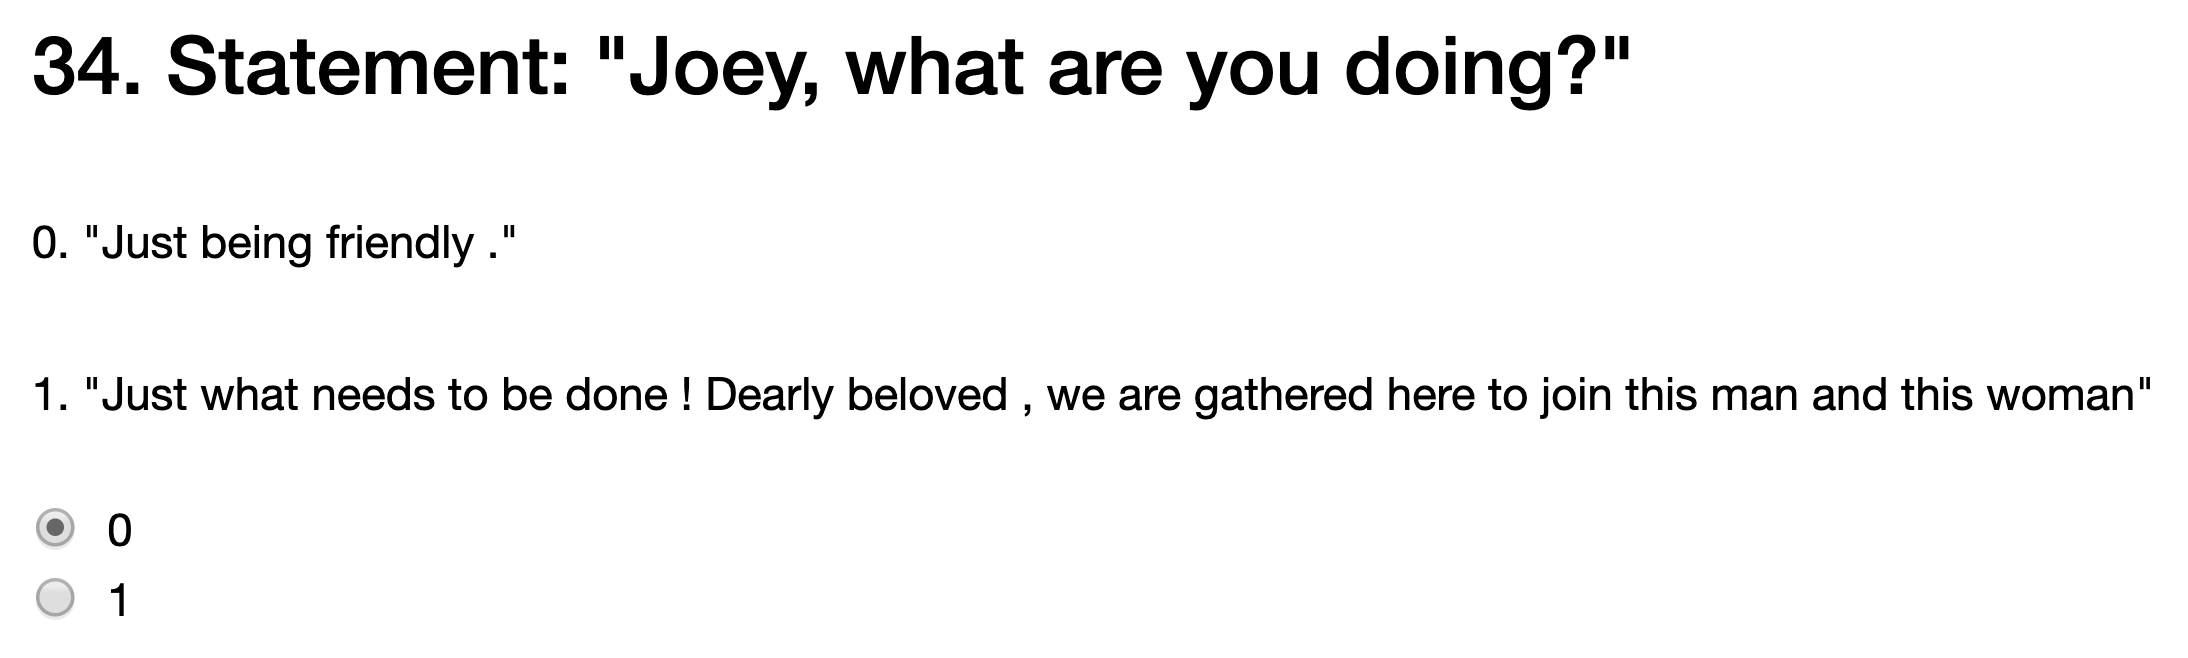 34. Statement: "Joey, what are you doing?"
0. "Just being friendly ."
1. "Just what needs to be done ! Dearly beloved , we are gathered here to join this man and this woman"
0
1